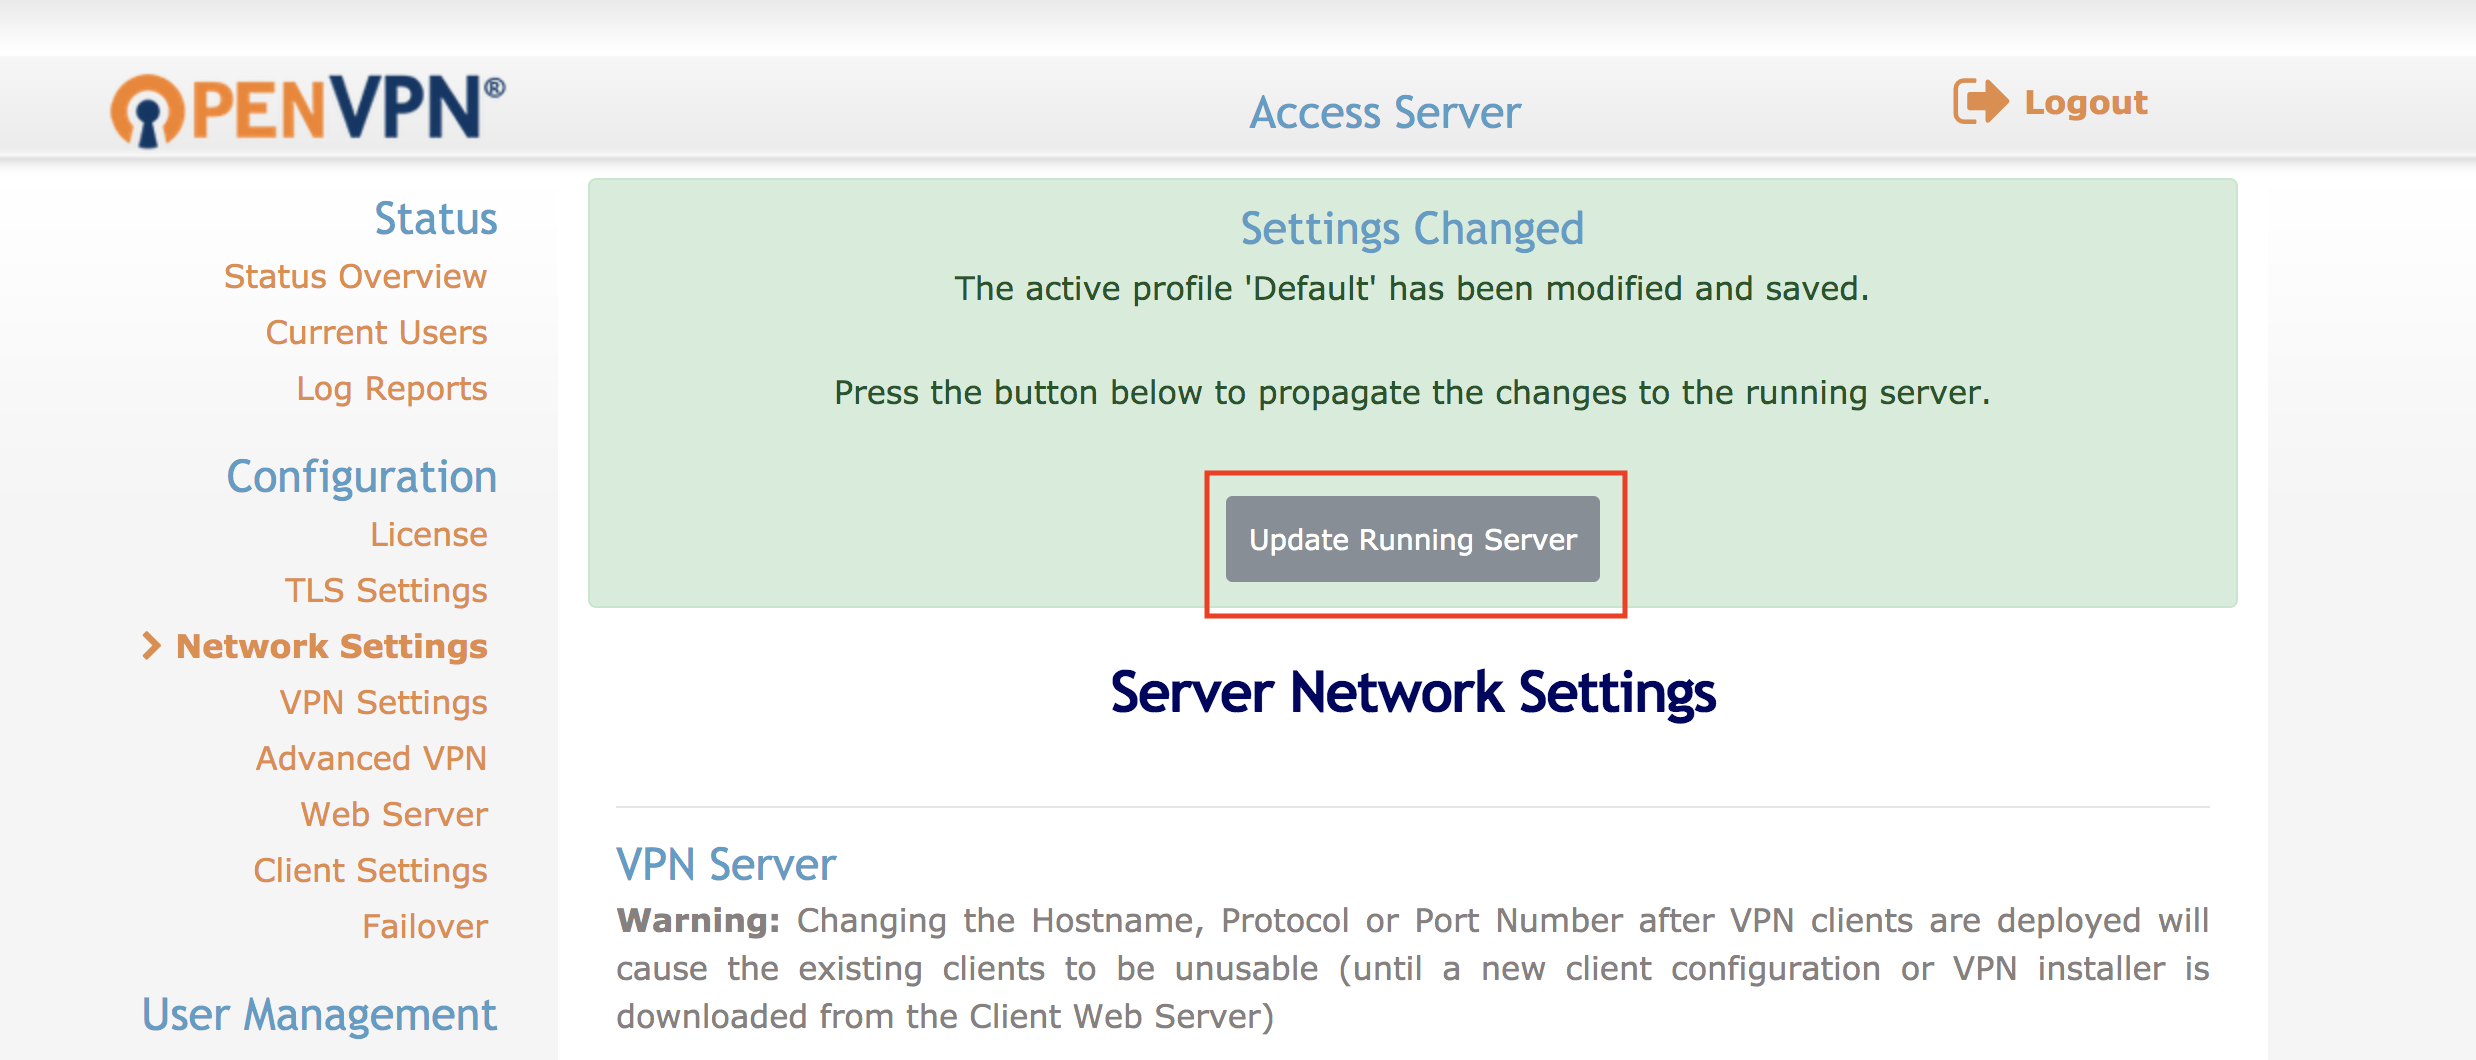 OPENVPN®
Access Server
Logout
Status
Status Overview
Current Users
Log Reports
Configuration
License
TLS Settings
Network Settings
VPN Settings
Advanced VPN
Web Server
Client Settings
Failover
User Management
Settings Changed
The active profile 'Default' has been modified and saved.
Press the button below to propagate the changes to the running server.
Update Running Server
Server Network Settings
VPN Server
Warning: Changing the Hostname, Protocol or Port Number after VPN clients are deployed will
cause the existing clients to be unusable (until a new client configuration or VPN installer is
downloaded from the Client Web Server)